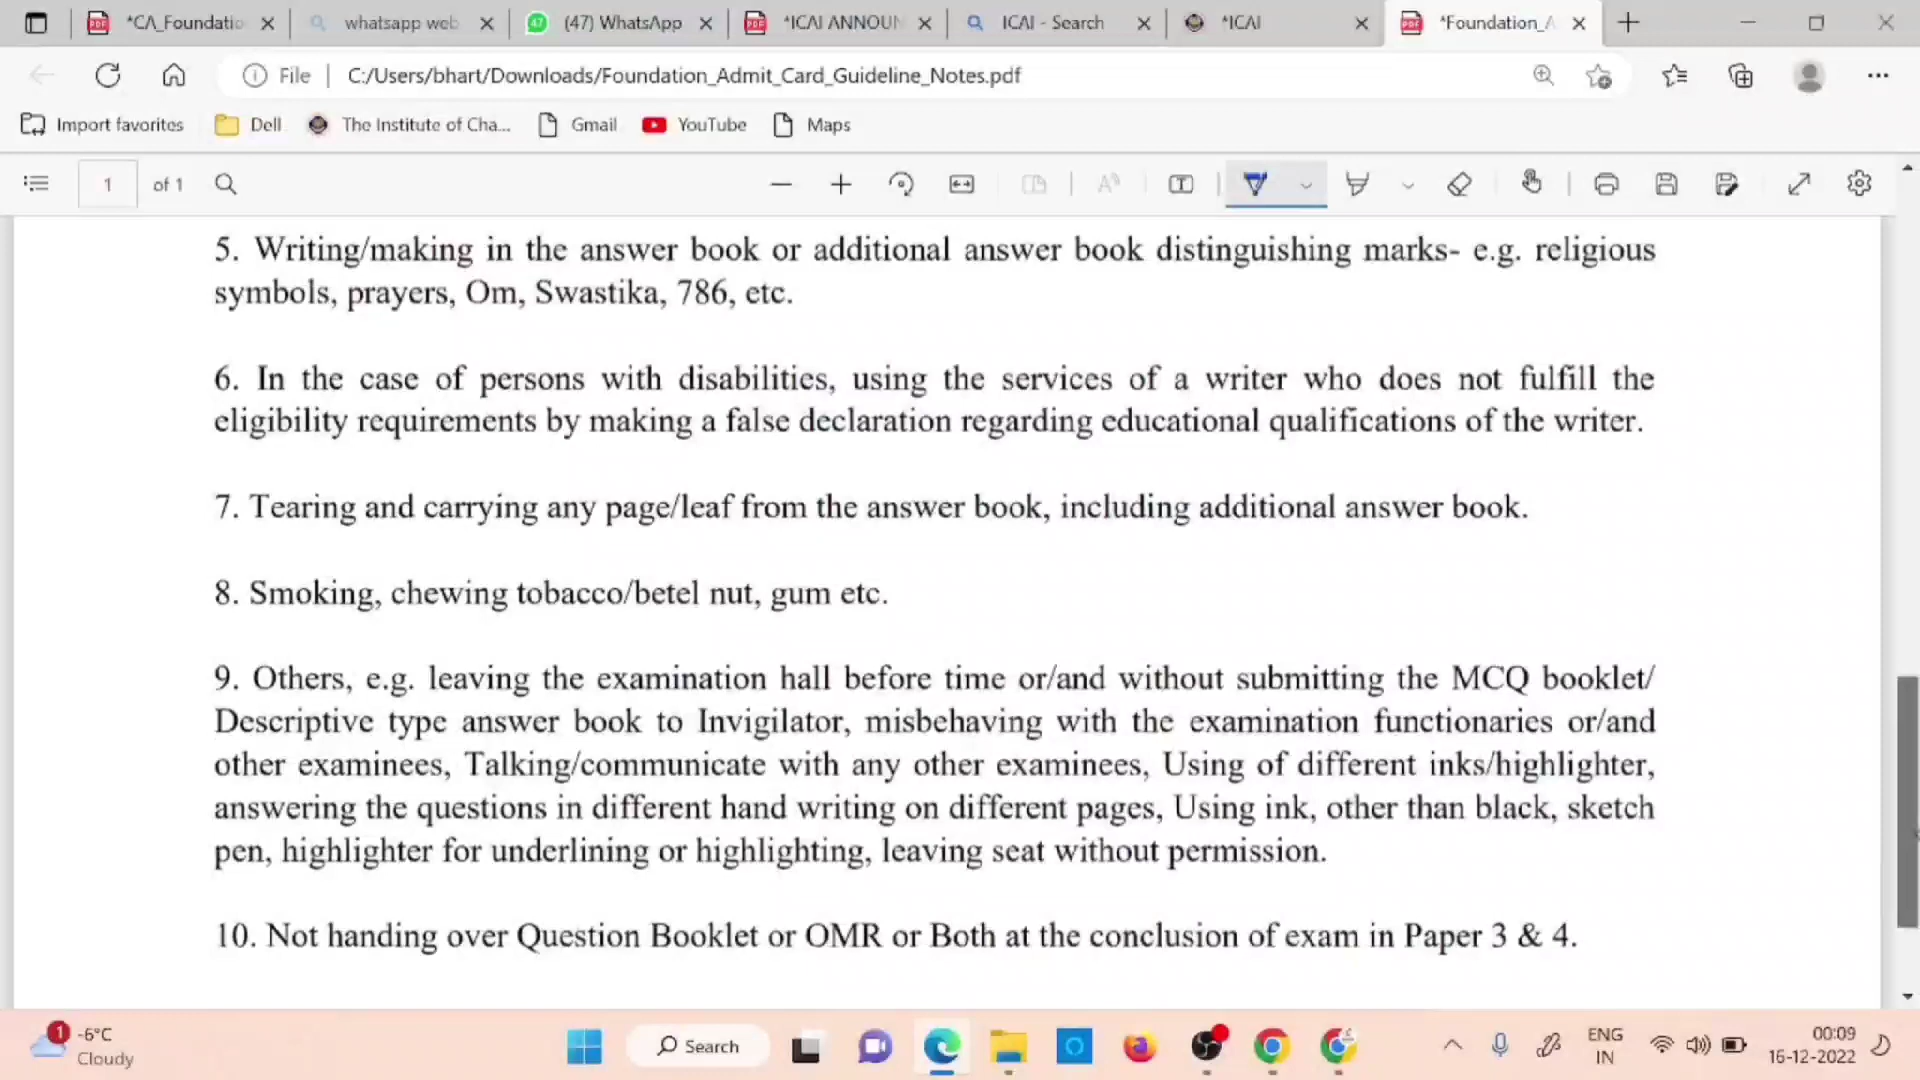 *CA_Foundatio
whatsapp web
47
(47) WhatsApp
*ICAI ANNOUN
ICAI - Search
*ICAI
*Foundation_A
File
C:/Users/bhart/Downloads/Foundation_Admit_Card_Guideline_Notes.pdf
Import favorites
Dell
The Institute of Cha...
Gmail
YouTube
Maps
1
of 1
5. Writing/making in the answer book or additional answer book distinguishing marks- e.g. religious
symbols, prayers, Om, Swastika, 786, etc.
6. In the case of persons with disabilities, using the services of a writer who does not fulfill the
eligibility requirements by making a false declaration regarding educational qualifications of the writer.
7. Tearing and carrying any page/leaf from the answer book, including additional answer book.
8. Smoking, chewing tobacco/betel nut, gum etc.
9. Others, e.g. leaving the examination hall before time or/and without submitting the MCQ booklet/
Descriptive type answer book to Invigilator, misbehaving with the examination functionaries or/and
other examinees, Talking/communicate with any other examinees, Using of different inks/highlighter,
answering the questions in different hand writing on different pages, Using ink, other than black, sketch
pen, highlighter for underlining or highlighting, leaving seat without permission.
10. Not handing over Question Booklet or OMR or Both at the conclusion of exam in Paper 3 & 4.
1
-6°C
Cloudy
Search
ENG
IN
00:09
16-12-2022